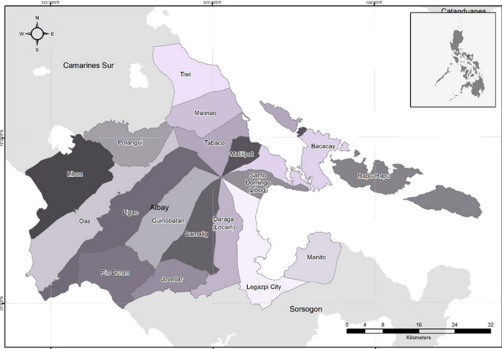 Catanduanes
N
W
E
S
Camarines Sur
Tiwi
Malinao
Polangui
Tabaco
Malilipot
Bacacay
Libon
Santo
Domingo
(Libog)
Rapu-Rapu
Oas
Ligao
Albay
Guinobatan
Daraga
(Locsin)
Camalig
Manito
Pio Duran
Jovellar
Legazpi City
Sorsogon
0 4 8 16 24 32
Kilometers